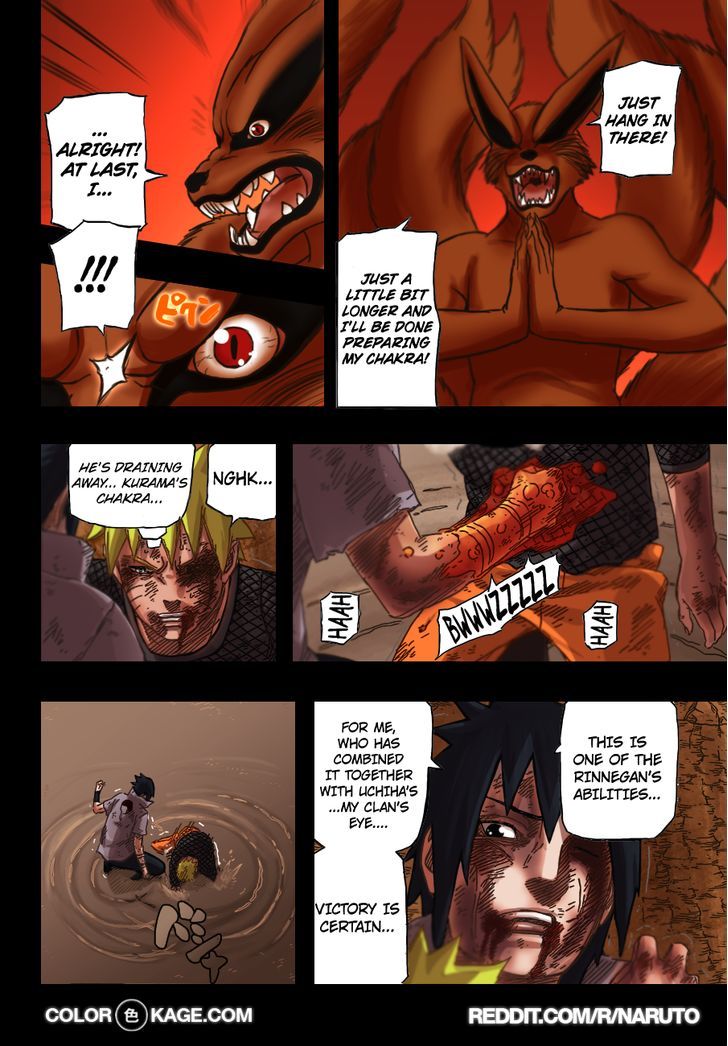 JUST
HANG IN
THERE!
JUST A
LITTLE BIT
LONGER AND
I'LL BE DONE
PREPARING
MY CHAKRA!
...
ALRIGHT!
AT LAST,
I...
!!!
ピクン
HAAH
BWWWZZZZZ
HAAH
NGHK...
HE'S DRAINING
AWAY... KURAMA'S
CHAKRA...
THIS IS
ONE OF THE
RINNEGAN'S
ABILITIES...
FOR ME,
WHO HAS
COMBINED
IT TOGETHER
WITH UCHIHA'S
...MY CLAN'S
EYE....
VICTORY IS
CERTAIN...
COLOR 色 KAGE.COM
REDDIT.COM/R/NARUTO